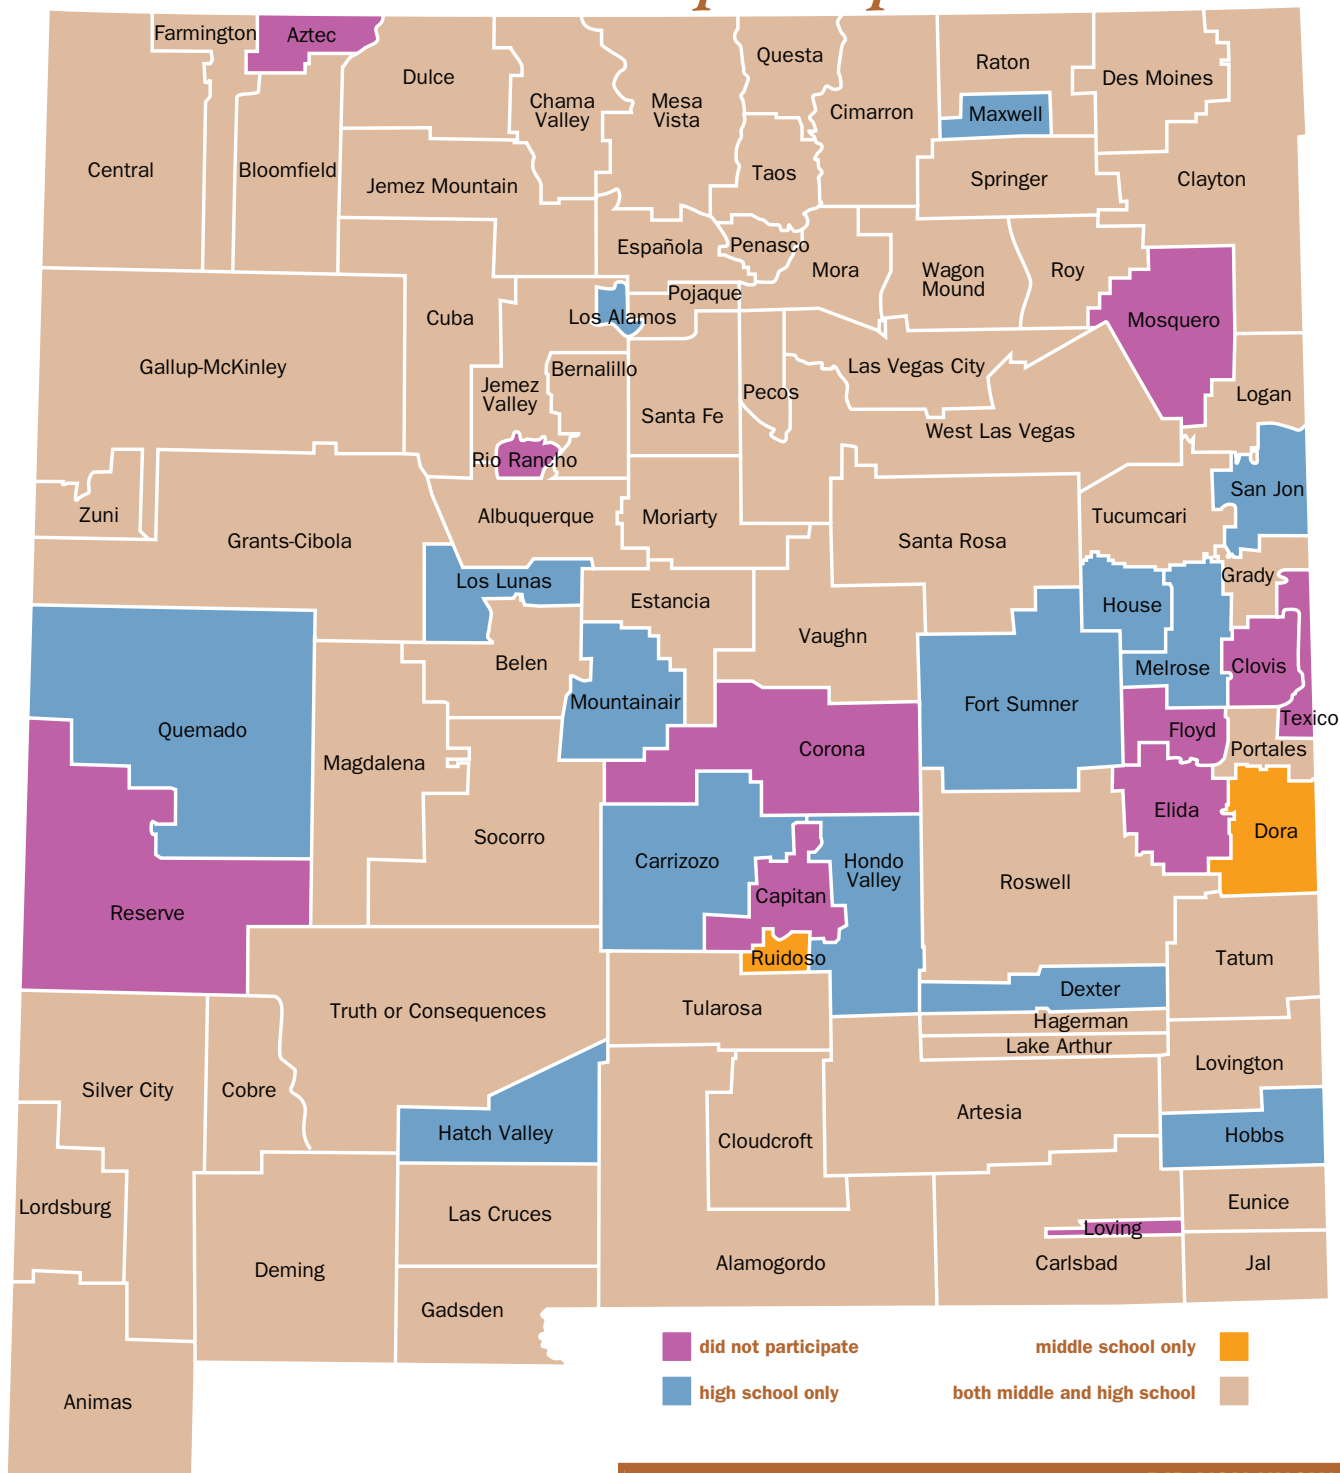 Farmington
Aztec
Dulce
Chama
Valley
Mesa
Vista
Questa
Cimarron
Raton
Maxwell
Des Moines
Central
Bloomfield
Jemez Mountain
Taos
Springer
Clayton
Española
Penasco
Mora
Wagon
Mound
Roy
Pojaque
Los Alamos
Cuba
Mosquero
Gallup-McKinley
Jemez
Valley
Bernalillo
Santa Fe
Pecos
Las Vegas City
Logan
West Las Vegas
Rio Rancho
San Jon
Zuni
Grants-Cibola
Albuquerque
Moriarty
Santa Rosa
Tucumcari
Los Lunas
Estancia
House
Grady
Vaughn
Belen
Mountainair
Fort Sumner
Melrose
Clovis
Quemado
Magdalena
Corona
Floyd
Texico
Portales
Socorro
Elida
Dora
Carrizozo
Hondo
Valley
Capitan
Roswell
Reserve
Ruidoso
Tatum
Truth or Consequences
Tularosa
Dexter
Hagerman
Lake Arthur
Silver City
Cobre
Lovington
Artesia
Hatch Valley
Cloudcroft
Hobbs
Lordsburg
Las Cruces
Eunice
Loving
Deming
Alamogordo
Carlsbad
Jal
Gadsden
Animas
did not participate
middle school only
high school only
both middle and high school